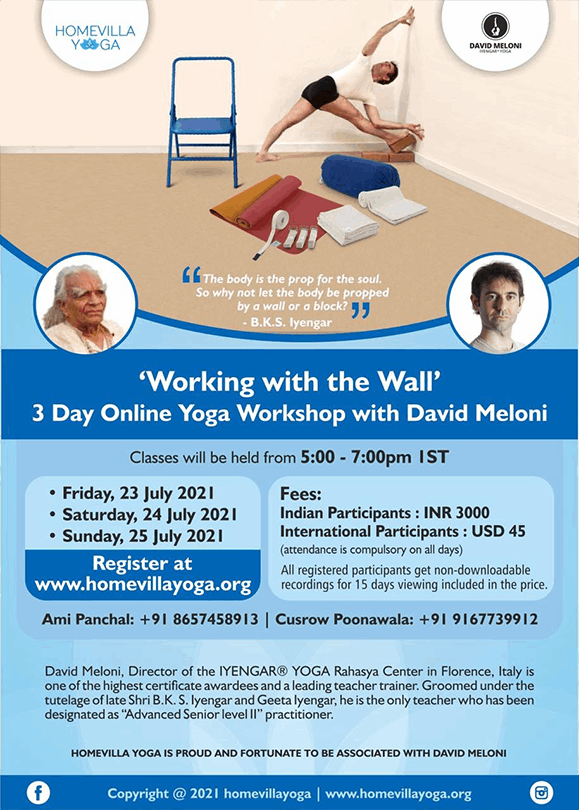 HOMEVILLA
YOGA
DAVID MELONI
IYENGAR® YOGA
“The body is the prop for the soul.
So why not let the body be propped
by a wall or a block?”
- B.K.S. Iyengar
‘Working with the Wall’
3 Day Online Yoga Workshop with David Meloni
Classes will be held from 5:00 - 7:00pm IST
• Friday, 23 July 2021
• Saturday, 24 July 2021
• Sunday, 25 July 2021
Register at
www.homevillayoga.org
Fees:
Indian Participants : INR 3000
International Participants : USD 45
(attendance is compulsory on all days)
All registered participants get non-downloadable
recordings for 15 days viewing included in the price.
Ami Panchal: +91 8657458913 | Cusrow Poonawala: +91 9167739912
David Meloni, Director of the IYENGAR® YOGA Rahasya Center in Florence, Italy is
one of the highest certificate awardees and a leading teacher trainer. Groomed under the
tutelage of late Shri B.K. S. Iyengar and Geeta Iyengar, he is the only teacher who has been
designated as “Advanced Senior level II” practitioner.
HOMEVILLA YOGA IS PROUD AND FORTUNATE TO BE ASSOCIATED WITH DAVID MELONI
Copyright @ 2021 homevillayoga | www.homevillayoga.org